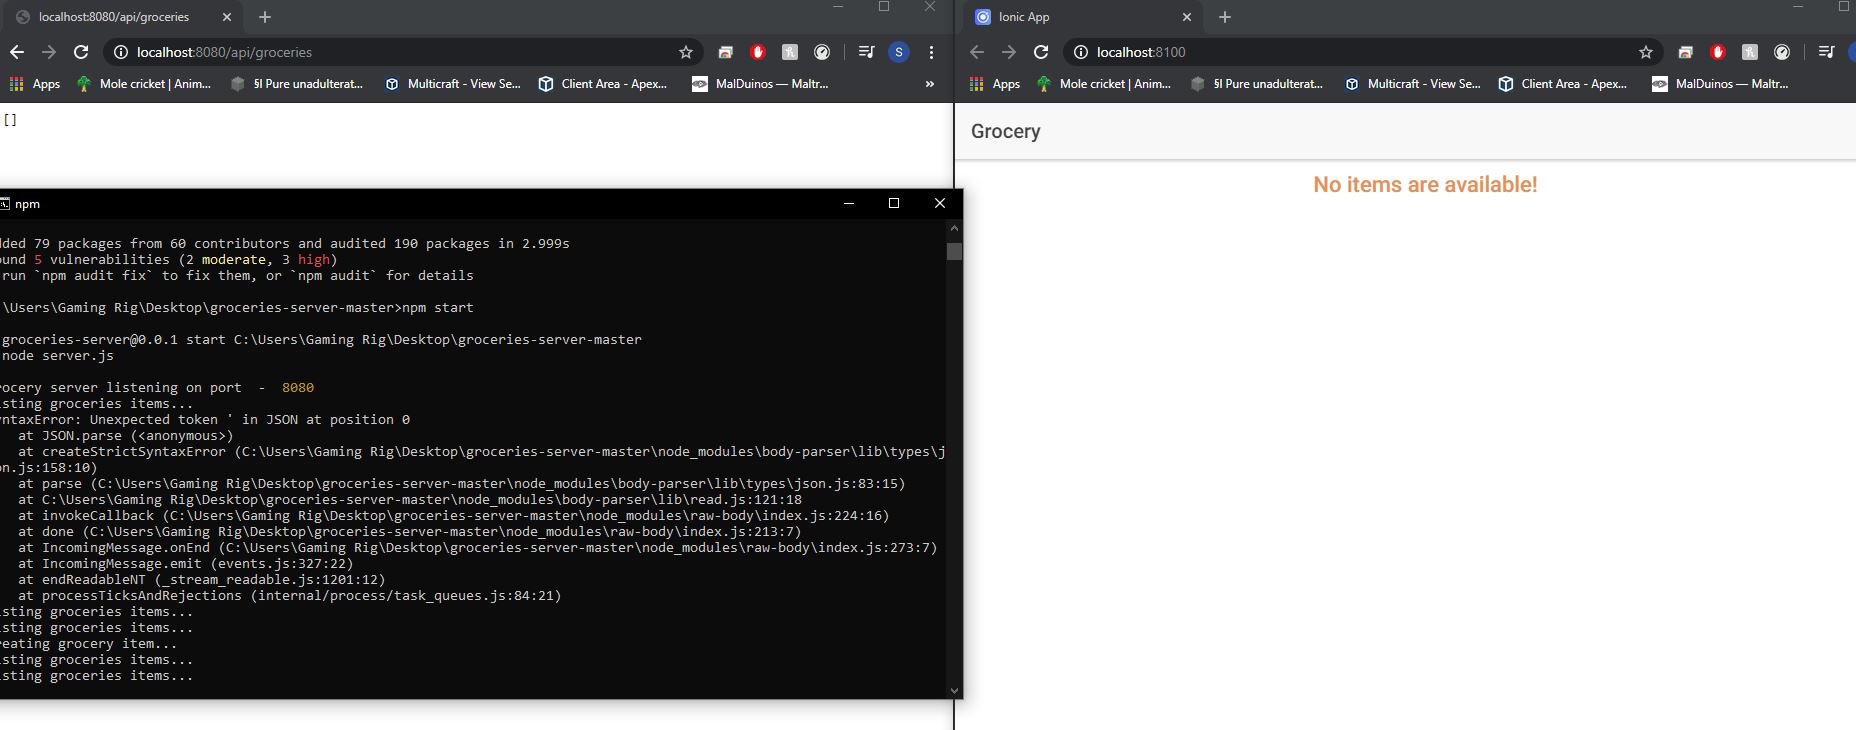 localhost:8080/api/groceries
localhost:8080/api/groceries
S
Apps
Mole cricket | Anim...
§l Pure unadulterat...
Multicraft - View Se...
Client Area - Apex...
MalDuinos — Maltr...
»
[]
npm
ded 79 packages from 60 contributors and audited 190 packages in 2.999s
und 5 vulnerabilities (2 moderate, 3 high)
run `npm audit fix` to fix them, or `npm audit` for details
\Users\Gaming Rig\Desktop\groceries-server-master>npm start
groceries-server@0.0.1 start C:\Users\Gaming Rig\Desktop\groceries-server-master
node server.js
rocery server listening on port  -  8080
sting groceries items...
ntaxError: Unexpected token ' in JSON at position 0
at JSON.parse (<anonymous>)
at createStrictSyntaxError (C:\Users\Gaming Rig\Desktop\groceries-server-master\node_modules\body-parser\lib\types\j
on.js:158:10)
at parse (C:\Users\Gaming Rig\Desktop\groceries-server-master\node_modules\body-parser\lib\types\json.js:83:15)
at C:\Users\Gaming Rig\Desktop\groceries-server-master\node_modules\body-parser\lib\read.js:121:18
at invokeCallback (C:\Users\Gaming Rig\Desktop\groceries-server-master\node_modules\raw-body\index.js:224:16)
at done (C:\Users\Gaming Rig\Desktop\groceries-server-master\node_modules\raw-body\index.js:213:7)
at IncomingMessage.onEnd (C:\Users\Gaming Rig\Desktop\groceries-server-master\node_modules\raw-body\index.js:273:7)
at IncomingMessage.emit (events.js:327:22)
at endReadableNT (_stream_readable.js:1201:12)
at processTicksAndRejections (internal/process/task_queues.js:84:21)
sting groceries items...
sting groceries items...
eating grocery item...
sting groceries items...
sting groceries items...
Ionic App
localhost:8100
Apps
Mole cricket | Anim...
§l Pure unadulterat...
Multicraft - View Se...
Client Area - Apex...
MalDuinos — Maltr...
Grocery
No items are available!